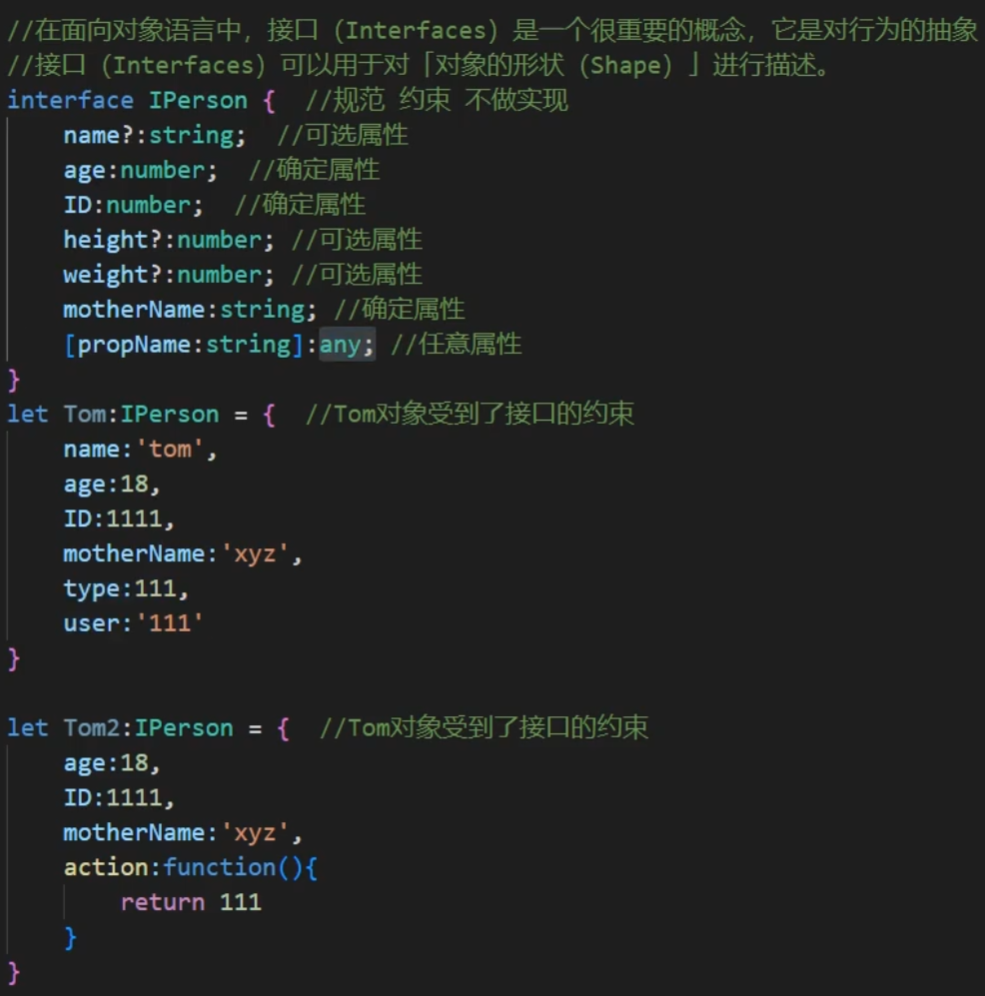 //在面向对象语言中，接口（Interfaces）是一个很重要的概念，它是对行为的抽象
//接口（Interfaces）可以用于对「对象的形状（Shape）」进行描述。
interface IPerson {  //规范 约束 不做实现
    name?:string;  //可选属性
    age:number;  //确定属性
    ID:number;  //确定属性
    height?:number; //可选属性
    weight?:number; //可选属性
    motherName:string; //确定属性
    [propName:string]:any; //任意属性
}
let Tom:IPerson = {  //Tom对象受到了接口的约束
    name:'tom',
    age:18,
    ID:1111,
    motherName:'xyz',
    type:111,
    user:'111'
}
let Tom2:IPerson = {  //Tom对象受到了接口的约束
    age:18,
    ID:1111,
    motherName:'xyz',
    action:function(){
        return 111
    }
}